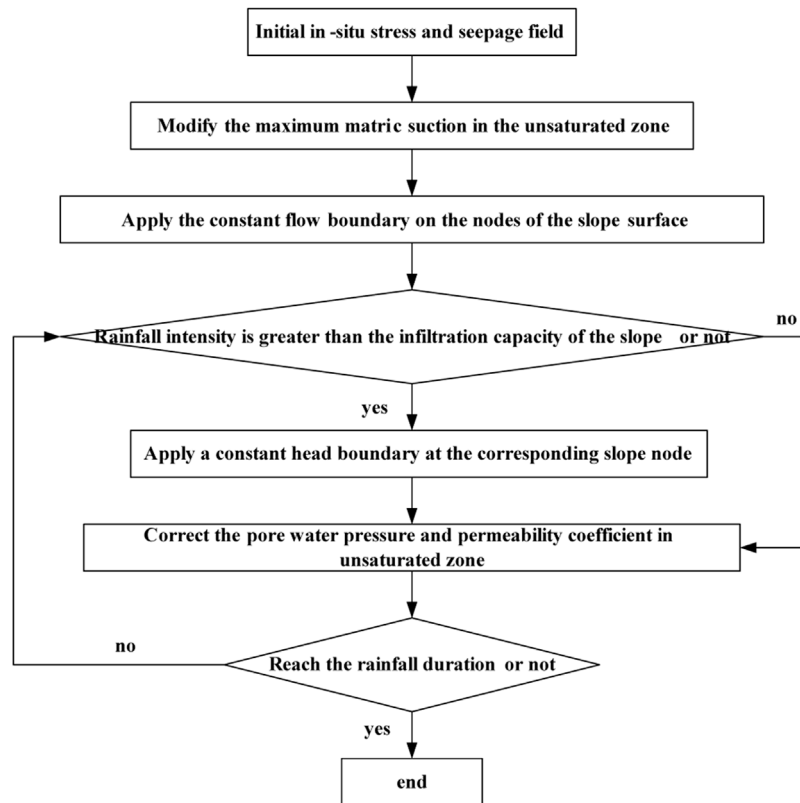 Initial in -situ stress and seepage field
Modify the maximum matric suction in the unsaturated zone
Apply the constant flow boundary on the nodes of the slope surface
Rainfall intensity is greater than the infiltration capacity of the slope or not
no
yes
Apply a constant head boundary at the corresponding slope node
Correct the pore water pressure and permeability coefficient in
unsaturated zone
no
Reach the rainfall duration or not
yes
end